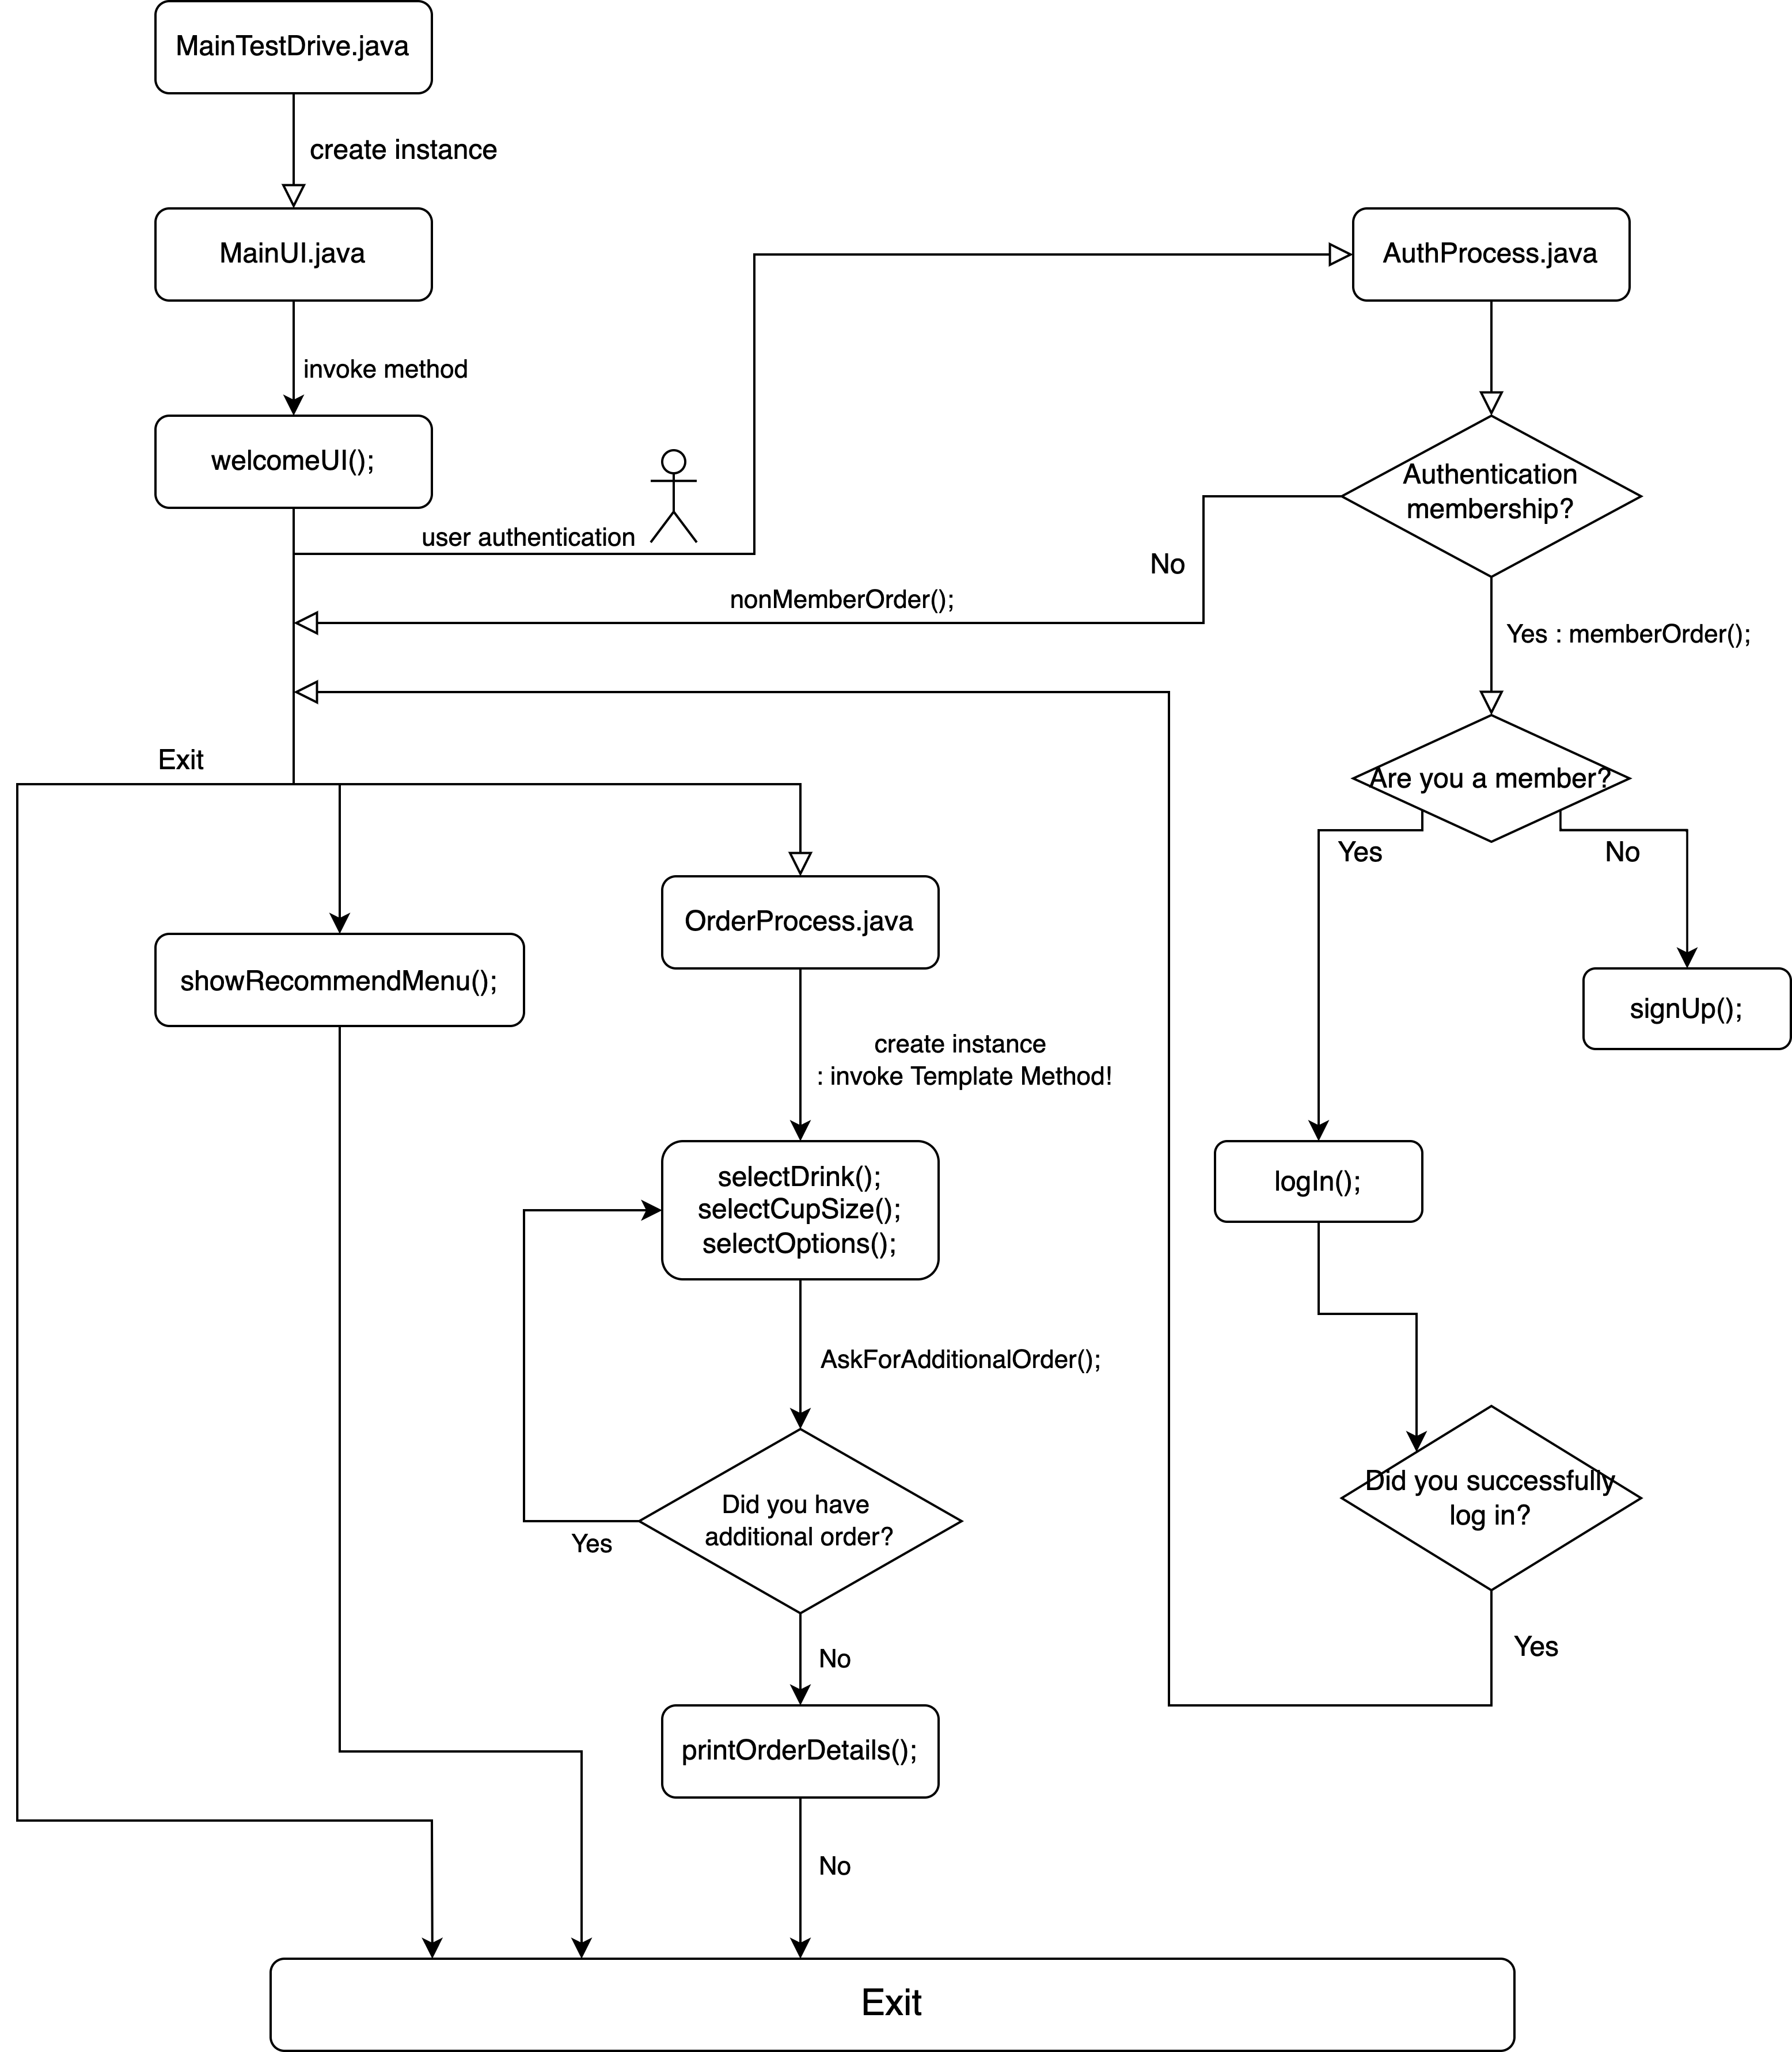 MainTestDrive.java
create instance
MainUI.java
AuthProcess.java
invoke method
welcomeUI();
Authentication
membership?
user authentication
No
nonMemberOrder();
Yes : memberOrder();
Exit
Are you a member?
Yes
No
OrderProcess.java
showRecommendMenu();
signUp();
create instance
: invoke Template Method!
selectDrink();
selectCupSize();
selectOptions();
logIn();
AskForAdditionalOrder();
Did you have
additional order?
Yes
Did you successfully
log in?
No
Yes
printOrderDetails();
No
Exit